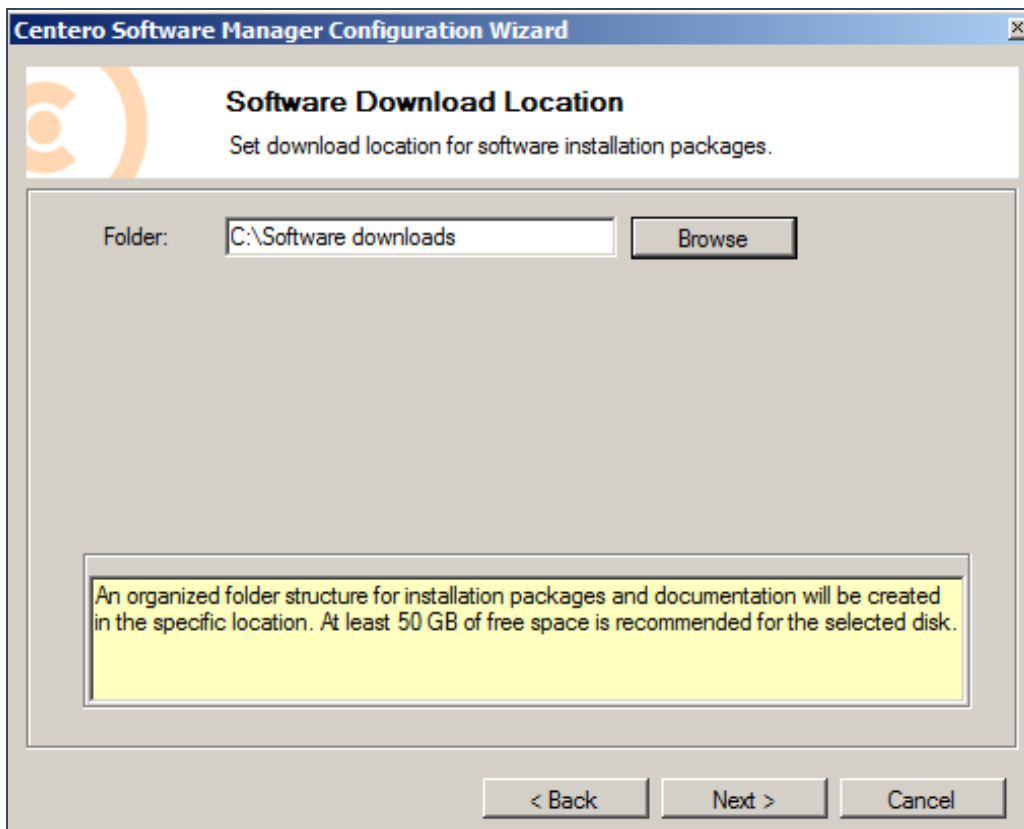 Centero Software Manager Configuration Wizard
Software Download Location
Set download location for software installation packages.
Folder:
C:\Software downloads
Browse
An organized folder structure for installation packages and documentation will be created
in the specific location. At least 50 GB of free space is recommended for the selected disk.
< Back
Next >
Cancel